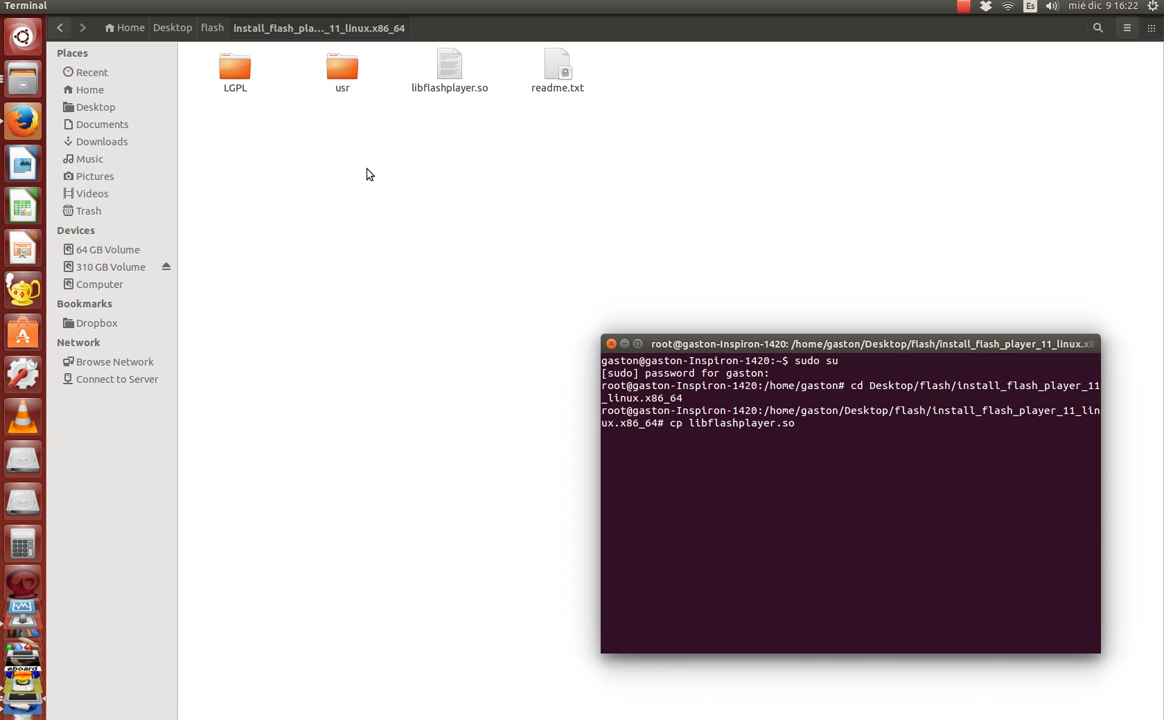 Terminal
Es
mié dic 9 16:22
Home
Desktop
flash
install_flash_pla..._11_linux.x86_64
Places
Recent
Home
Desktop
Documents
Downloads
Music
Pictures
Videos
Trash
Devices
64 GB Volume
310 GB Volume
Computer
Bookmarks
Dropbox
Network
Browse Network
Connect to Server
LGPL
usr
libflashplayer.so
readme.txt
root@gaston-Inspiron-1420: /home/gaston/Desktop/flash/install_flash_player_11_linux.x8
gaston@gaston-Inspiron-1420:~$ sudo su
[sudo] password for gaston:
root@gaston-Inspiron-1420:/home/gaston# cd Desktop/flash/install_flash_player_11
_linux.x86_64
root@gaston-Inspiron-1420:/home/gaston/Desktop/flash/install_flash_player_11_lin
ux.x86_64# cp libflashplayer.so
eboard